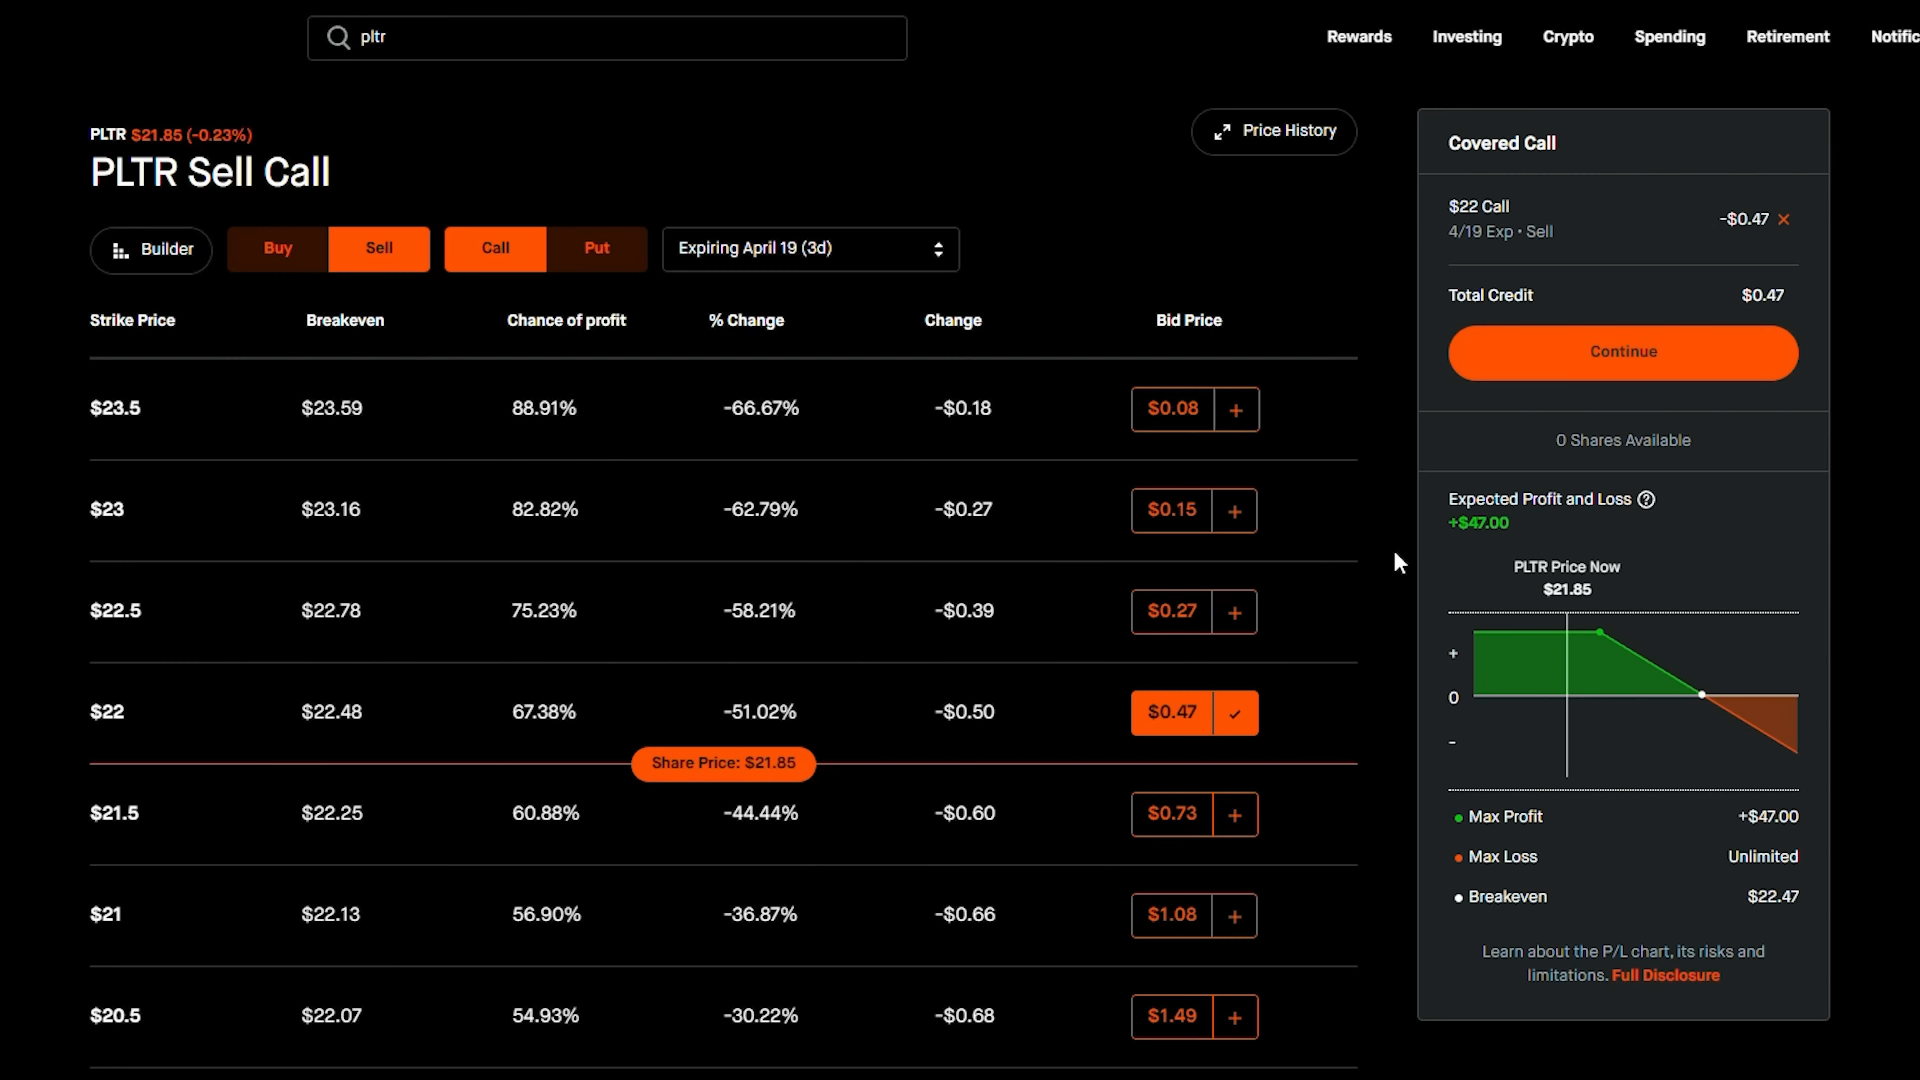 pltr
Rewards Investing Crypto Spending Retirement Notific
PLTR $21.85 (-0.23%)
PLTR Sell Call
Price History
Builder Buy Sell Call Put Expiring April 19 (3d)
Strike Price Breakeven Chance of profit % Change Change Bid Price
$23.5 $23.59 88.91% -66.67% -$0.18 $0.08 +
$23 $23.16 82.82% -62.79% -$0.27 $0.15 +
$22.5 $22.78 75.23% -58.21% -$0.39 $0.27 +
$22 $22.48 67.38% -51.02% -$0.50 $0.47
Share Price: $21.85
$21.5 $22.25 60.88% -44.44% -$0.60 $0.73 +
$21 $22.13 56.90% -36.87% -$0.66 $1.08 +
$20.5 $22.07 54.93% -30.22% -$0.68 $1.49 +
Covered Call
$22 Call -$0.47
4/19 Exp • Sell
Total Credit $0.47
Continue
0 Shares Available
Expected Profit and Loss ?
+$47.00
PLTR Price Now
$21.85
+
0
-
Max Profit +$47.00
Max Loss Unlimited
Breakeven $22.47
Learn about the P/L chart, its risks and
limitations. Full Disclosure